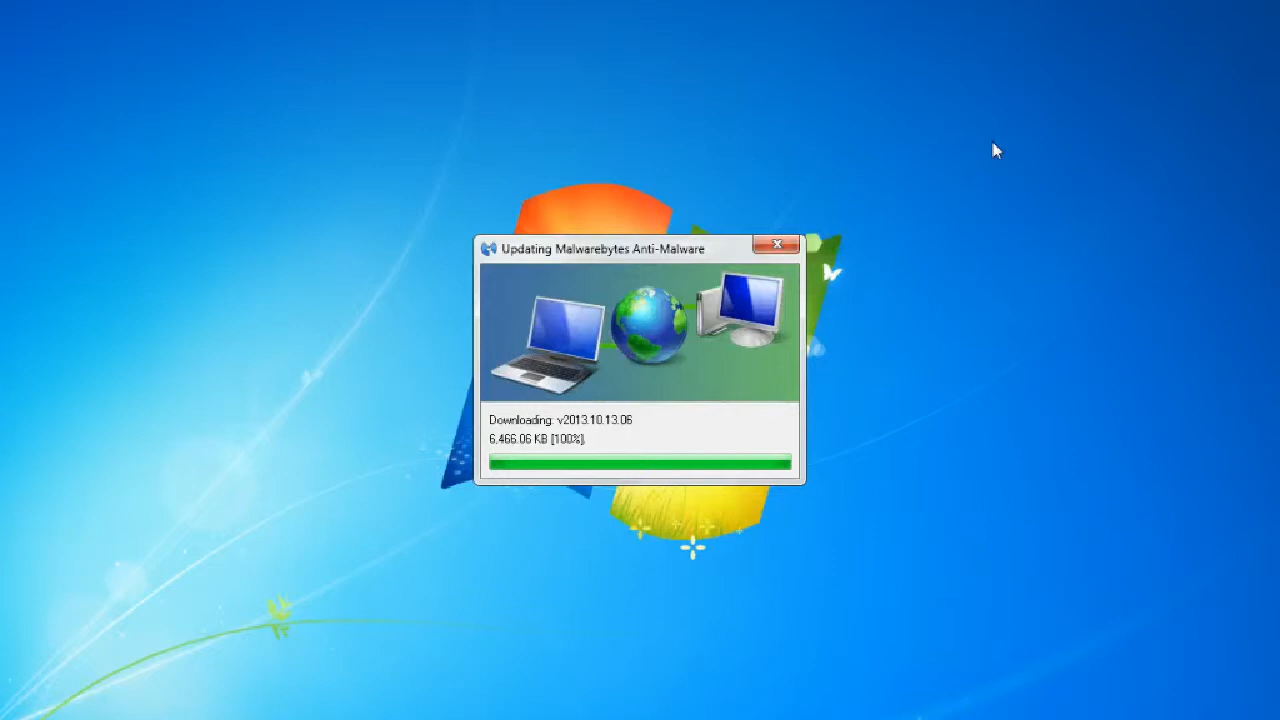 Updating Malwarebytes Anti-Malware
Downloading: v2013.10.13.06
6,466.06 KB [100%].